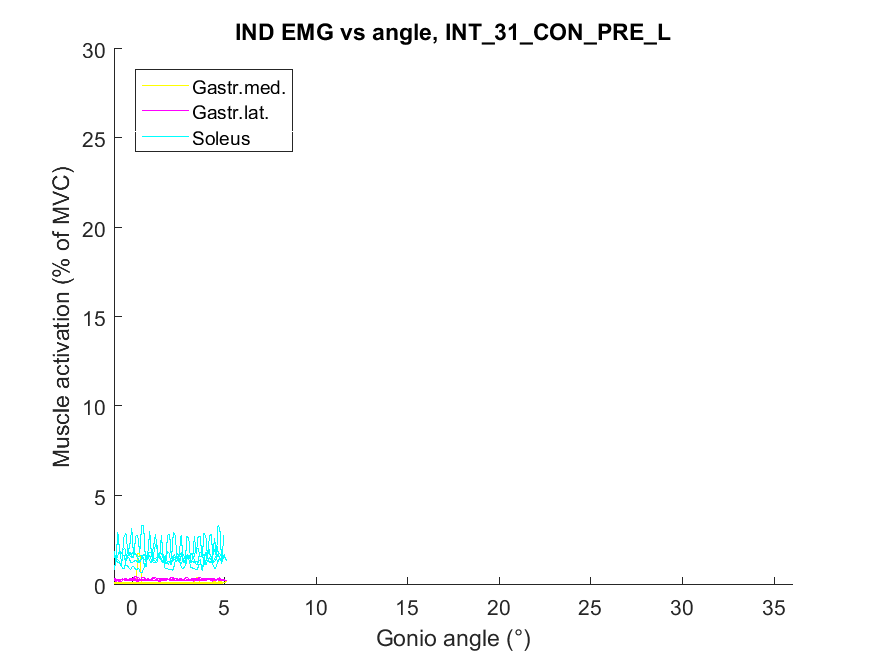 IND EMG vs angle, INT_31_CON_PRE_L
30
25
20
15
10
5
0
Muscle activation (% of MVC)
Gastr.med.
Gastr.lat.
Soleus
0 5 10 15 20 25 30 35
Gonio angle (°)